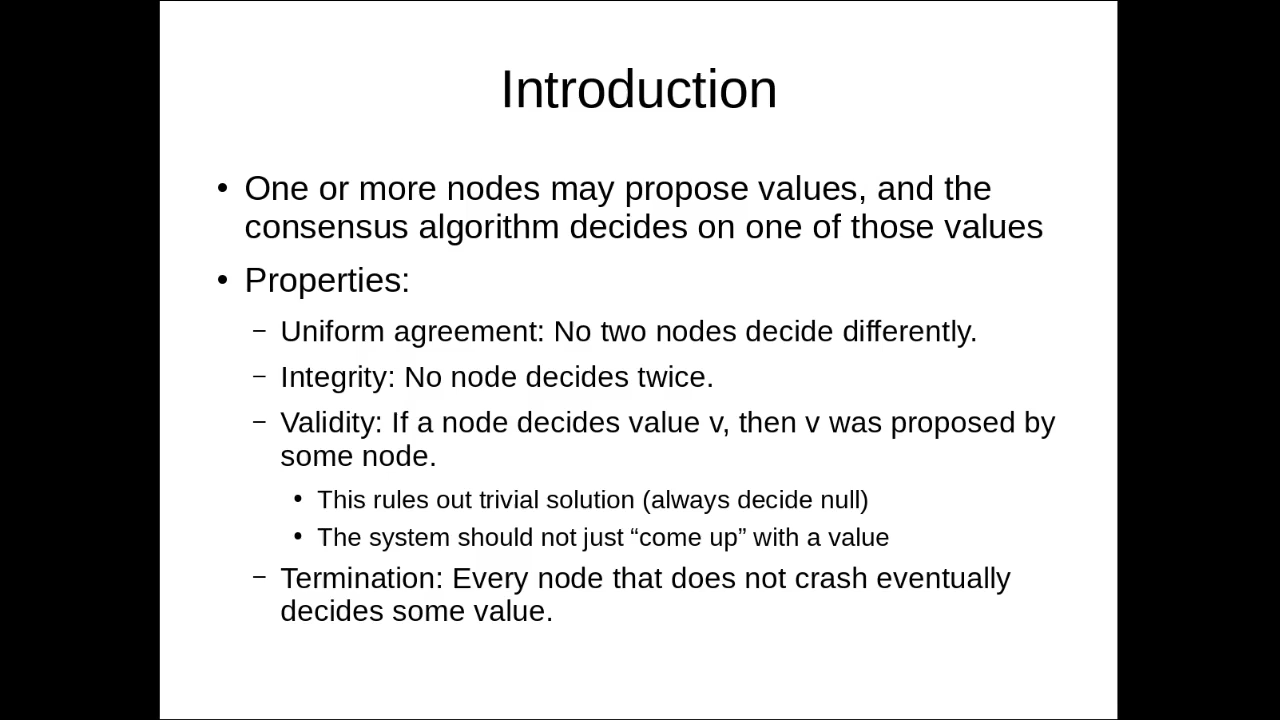 Introduction
• One or more nodes may propose values, and the
consensus algorithm decides on one of those values
• Properties:
– Uniform agreement: No two nodes decide differently.
– Integrity: No node decides twice.
– Validity: If a node decides value v, then v was proposed by
some node.
• This rules out trivial solution (always decide null)
• The system should not just “come up” with a value
– Termination: Every node that does not crash eventually
decides some value.